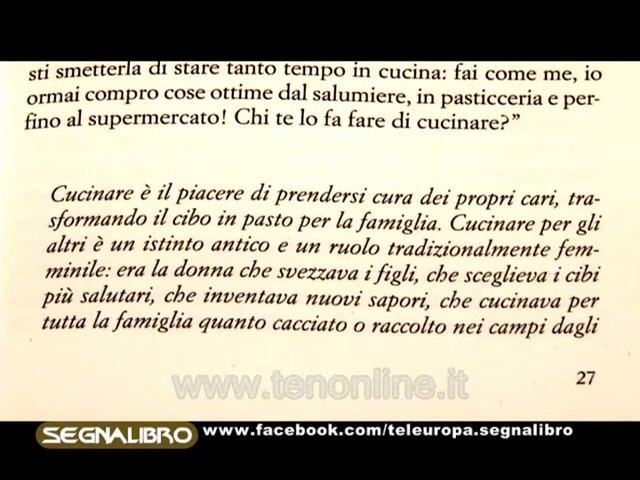 sti smetterla di stare tanto tempo in cucina: fai come me, io
ormai compro cose ottime dal salumiere, in pasticceria e per-
fino al supermercato! Chi te lo fa fare di cucinare?”
Cucinare è il piacere di prendersi cura dei propri cari, tra-
sformando il cibo in pasto per la famiglia. Cucinare per gli
altri è un istinto antico e un ruolo tradizionalmente fem-
minile: era la donna che svezzava i figli, che sceglieva i cibi
più salutari, che inventava nuovi sapori, che cucinava per
tutta la famiglia quanto cacciato o raccolto nei campi dagli
27
www.tenonline.it
SEGNALIBRO www.facebook.com/teleuropa.segnalibro